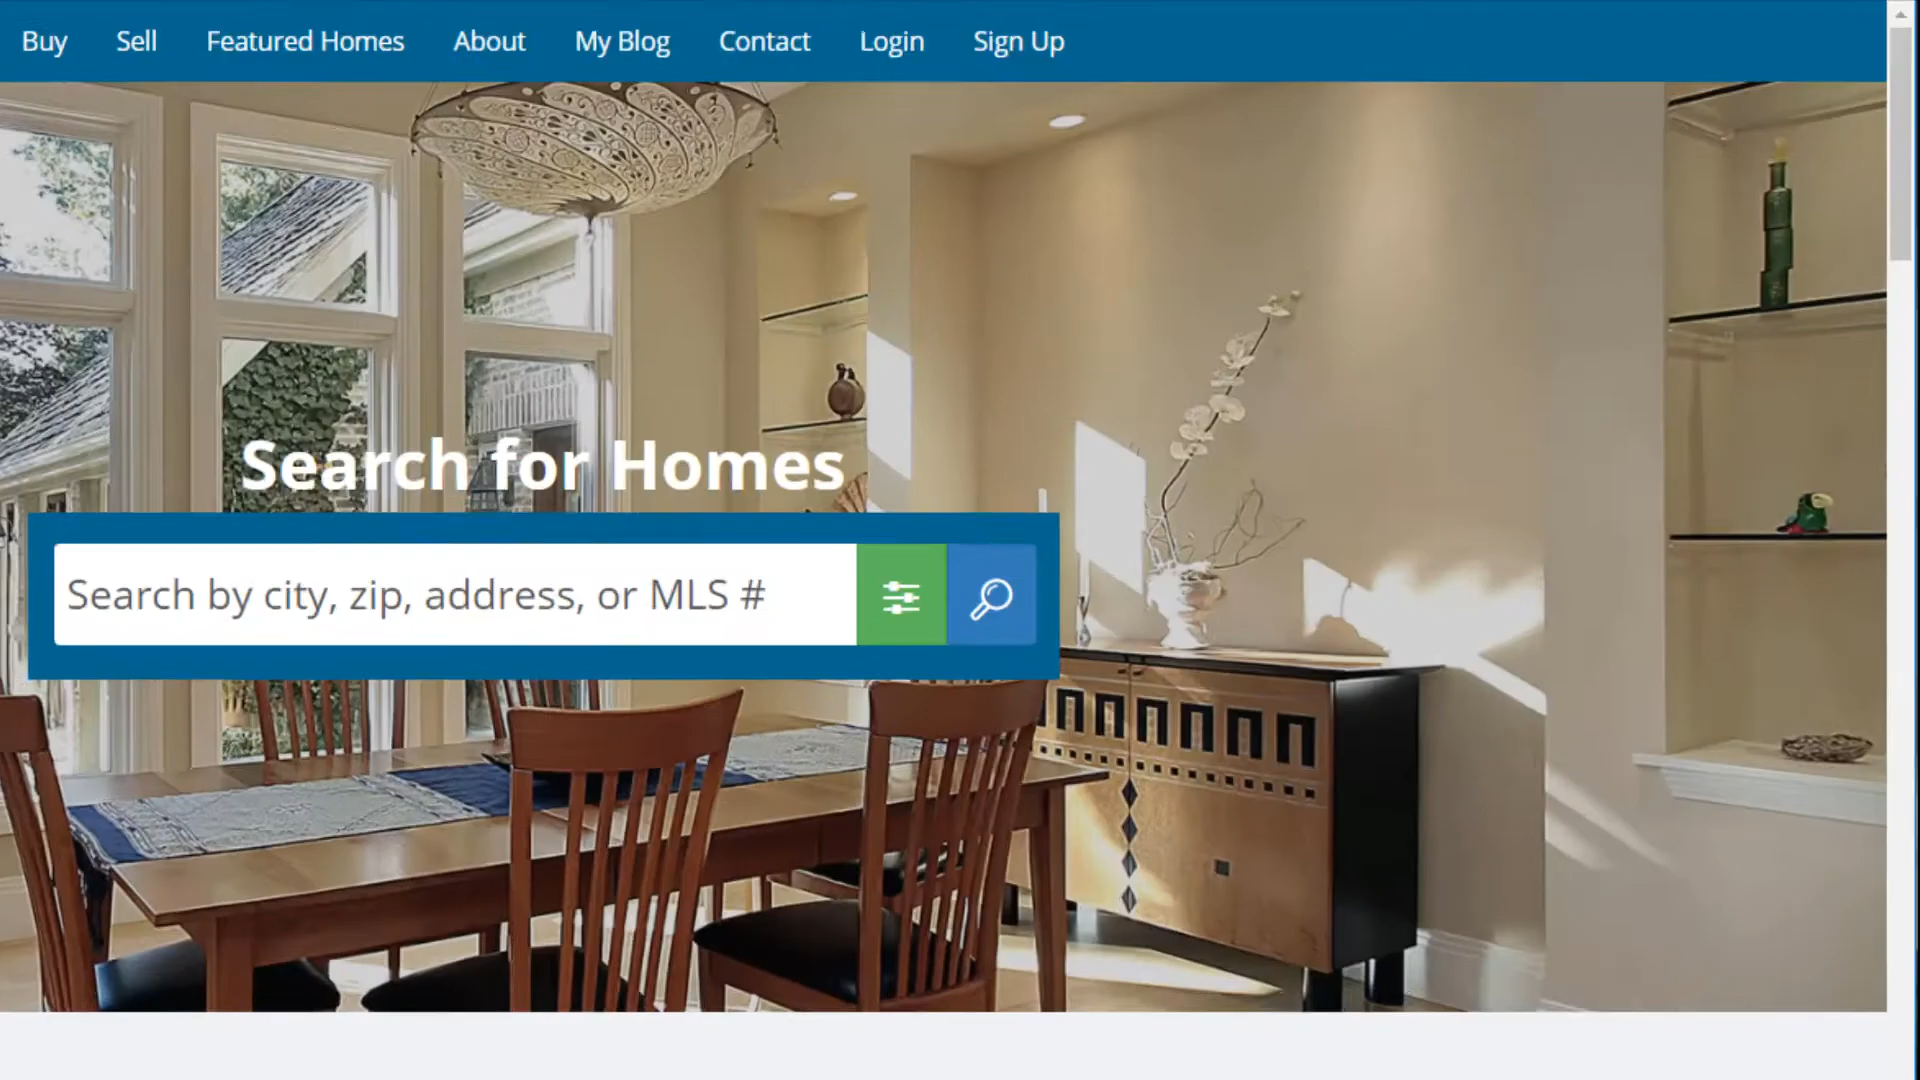 Buy Sell Featured Homes About My Blog Contact Login Sign Up
Search for Homes
Search by city, zip, address, or MLS #